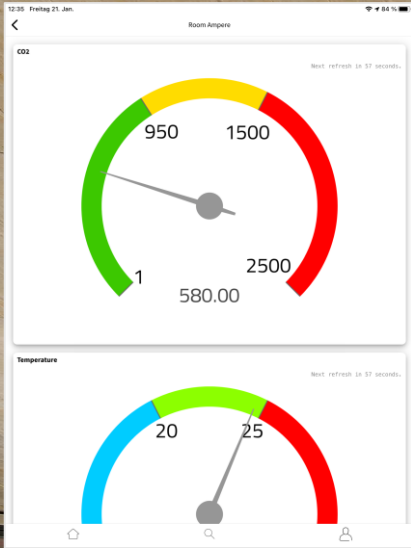 12:35 Freitag 21. Jan.
84 %
Room Ampere
CO2
Next refresh in 57 seconds.
950
1500
1
2500
580.00
Temperature
Next refresh in 57 seconds.
20
25